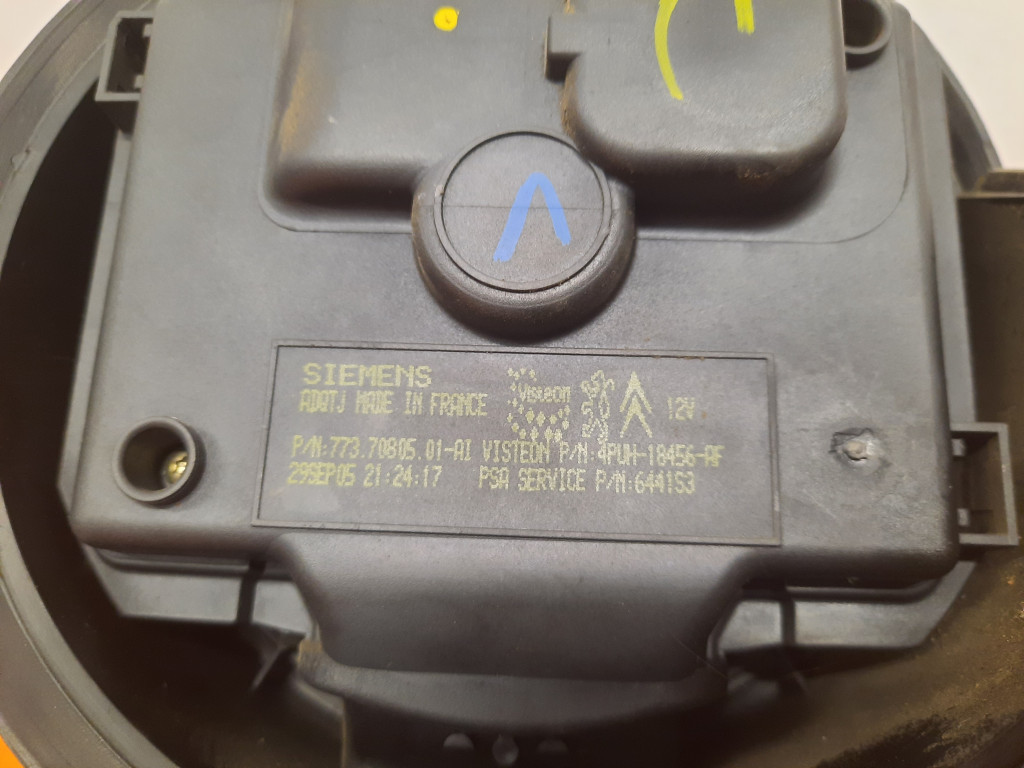 SIEMENS
ADQTJ MADE IN FRANCE
Visteon
12V
P/N:773.70805.01-AI VISTEON P/N:4PUH-18456-AF
29SEP05 21:24:17 PSA SERVICE P/N:6441S3